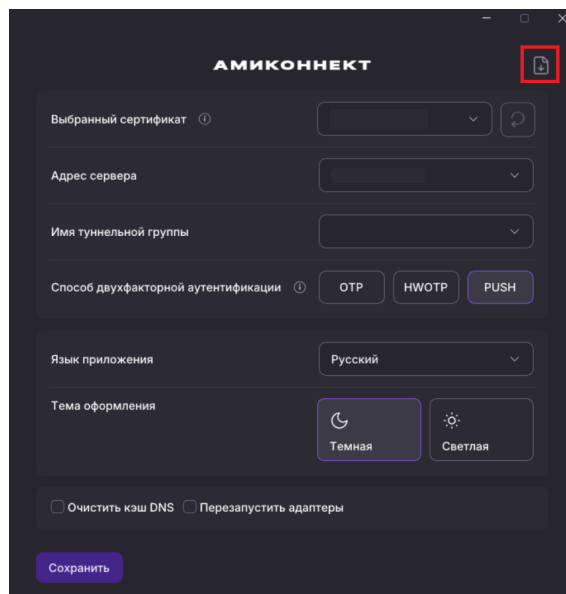 АМИКОННЕКТ
Выбранный сертификат
Адрес сервера
Имя туннельной группы
Способ двухфакторной аутентификации OTP HWOTP PUSH
Язык приложения Русский
Тема оформления
Темная Светлая
Очистить кэш DNS Перезапустить адаптеры
Сохранить